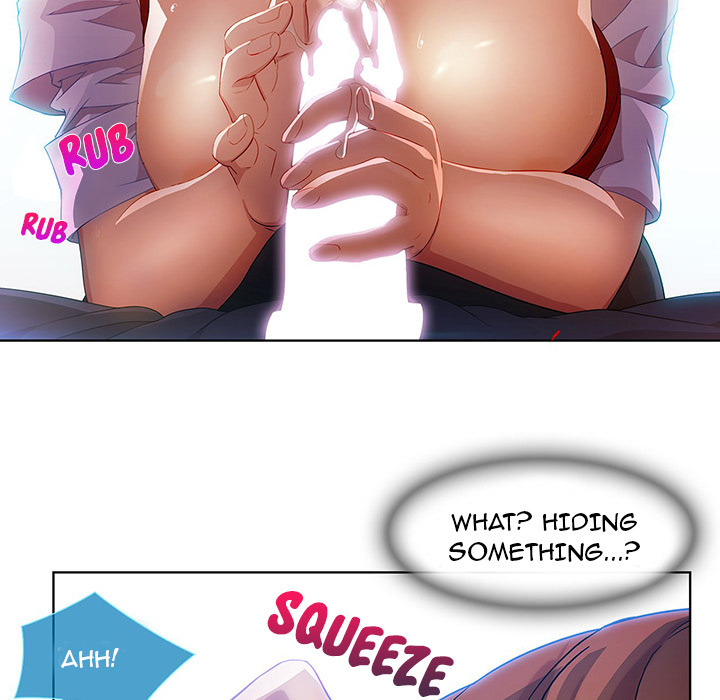 RUB
RUB
WHAT? HIDING
SOMETHING...?
SQUEEZE
AHH!